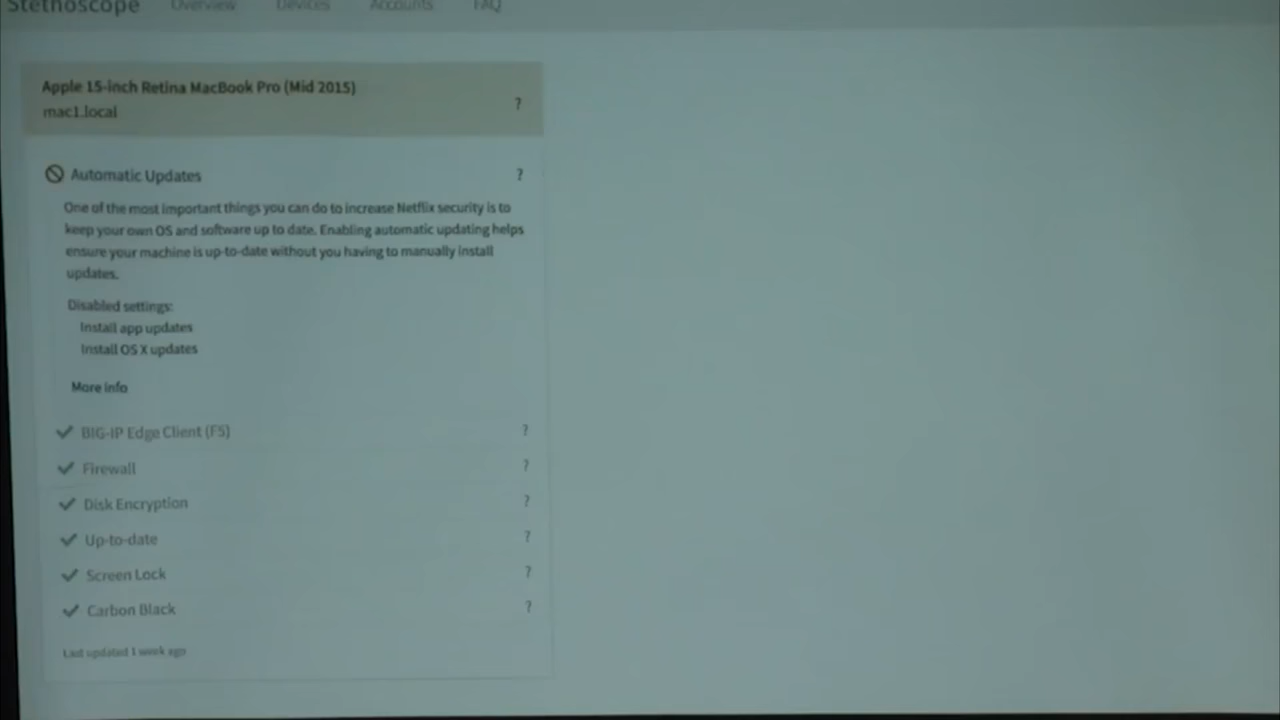 Stethoscope Overview Devices Accounts FAQ
Apple 15-inch Retina MacBook Pro (Mid 2015)
mac1.local
?
Automatic Updates ?
One of the most important things you can do to increase Netflix security is to
keep your own OS and software up to date. Enabling automatic updating helps
ensure your machine is up-to-date without you having to manually install
updates.
Disabled settings:
Install app updates
Install OS X updates
More info
BIG-IP Edge Client (F5) ?
Firewall ?
Disk Encryption ?
Up-to-date ?
Screen Lock ?
Carbon Black ?
Last updated 1 week ago